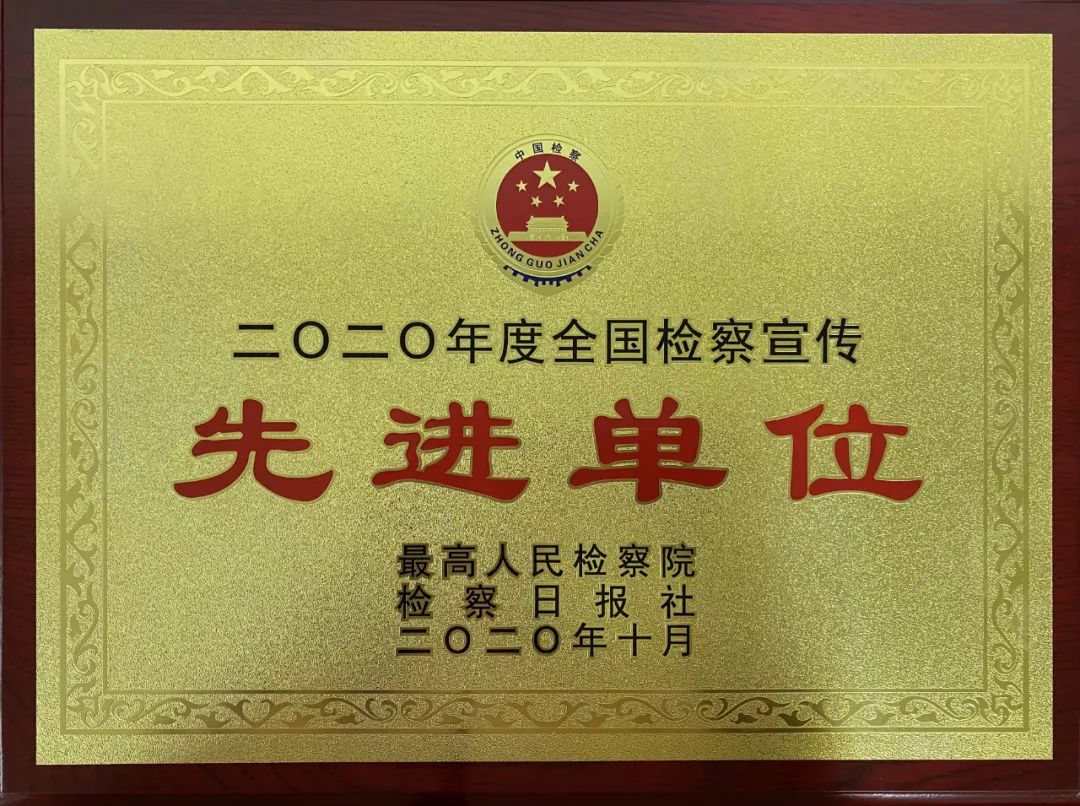 中国检察
ZHONG GUO JIAN CHA
二〇二〇年度全国检察宣传
先进单位
最高人民检察院
检察日报社
二〇二〇年十月